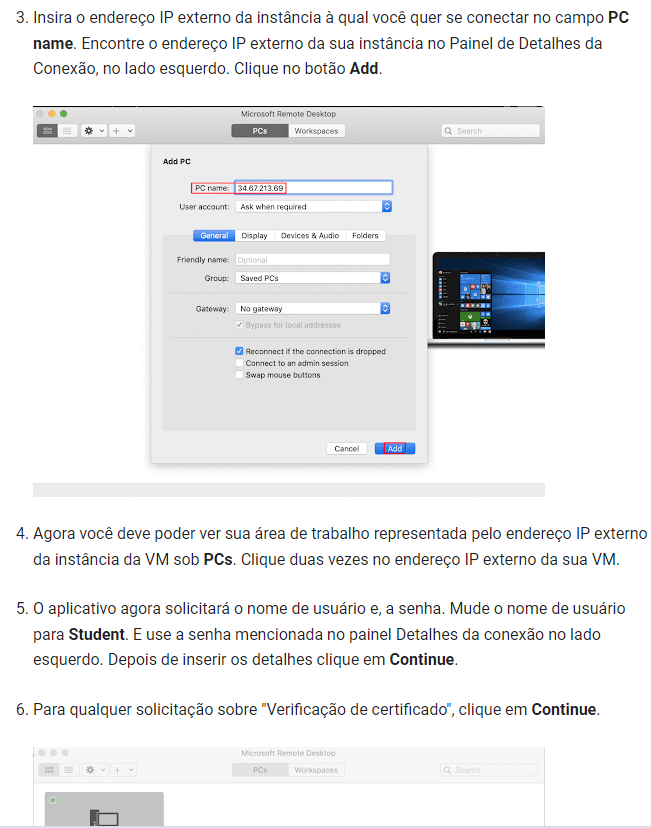 3. Insira o endereço IP externo da instância à qual você quer se conectar no campo PC
name. Encontre o endereço IP externo da sua instância no Painel de Detalhes da
Conexão, no lado esquerdo. Clique no botão Add.
Microsoft Remote Desktop
PCs Workspaces Search
Add PC
PC name: 34.67.213.69
User account: Ask when required
General Display Devices & Audio Folders
Friendly name: Optional
Group: Saved PCs
Gateway: No gateway
Bypass for local addresses
Reconnect if the connection is dropped
Connect to an admin session
Swap mouse buttons
Cancel Add
4. Agora você deve poder ver sua área de trabalho representada pelo endereço IP externo
da instância da VM sob PCs. Clique duas vezes no endereço IP externo da sua VM.
5. O aplicativo agora solicitará o nome de usuário e, a senha. Mude o nome de usuário
para Student. E use a senha mencionada no painel Detalhes da conexão no lado
esquerdo. Depois de inserir os detalhes clique em Continue.
6. Para qualquer solicitação sobre "Verificação de certificado", clique em Continue.
Microsoft Remote Desktop
PCs Workspaces Search